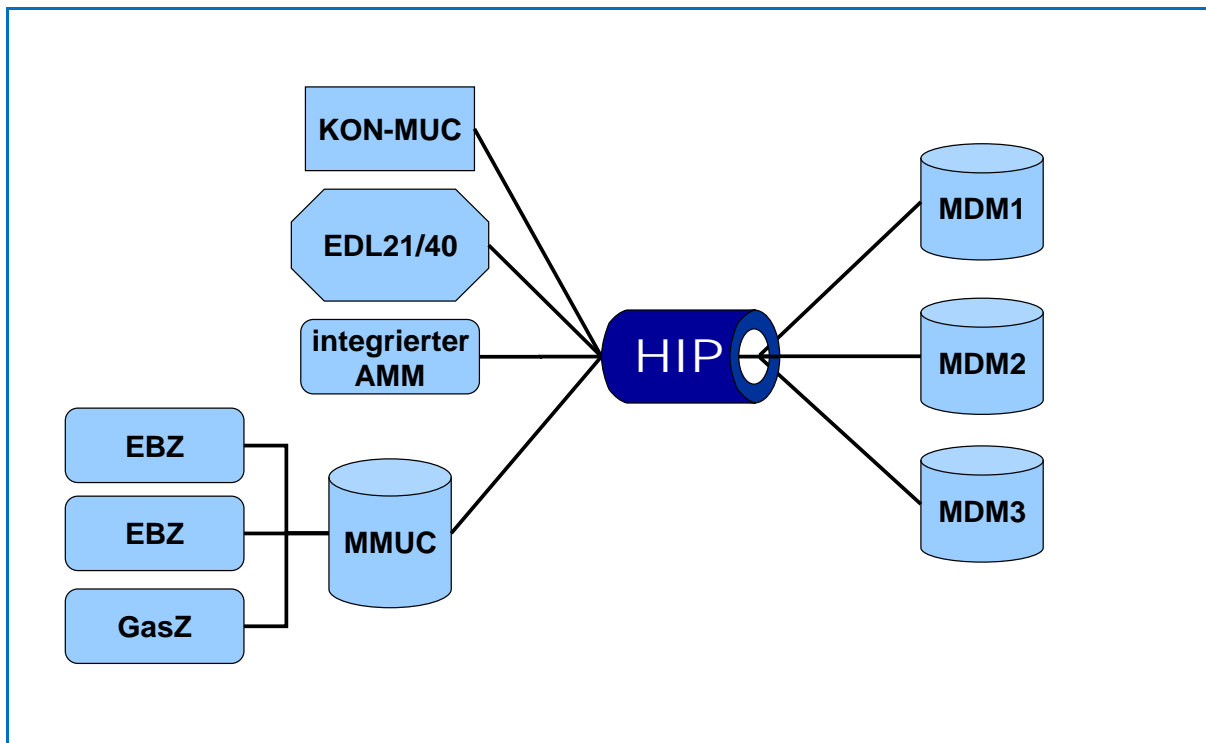 KON-MUC
EDL21/40
integrierter
AMM
EBZ
EBZ
GasZ
MMUC
HIP
MDM1
MDM2
MDM3